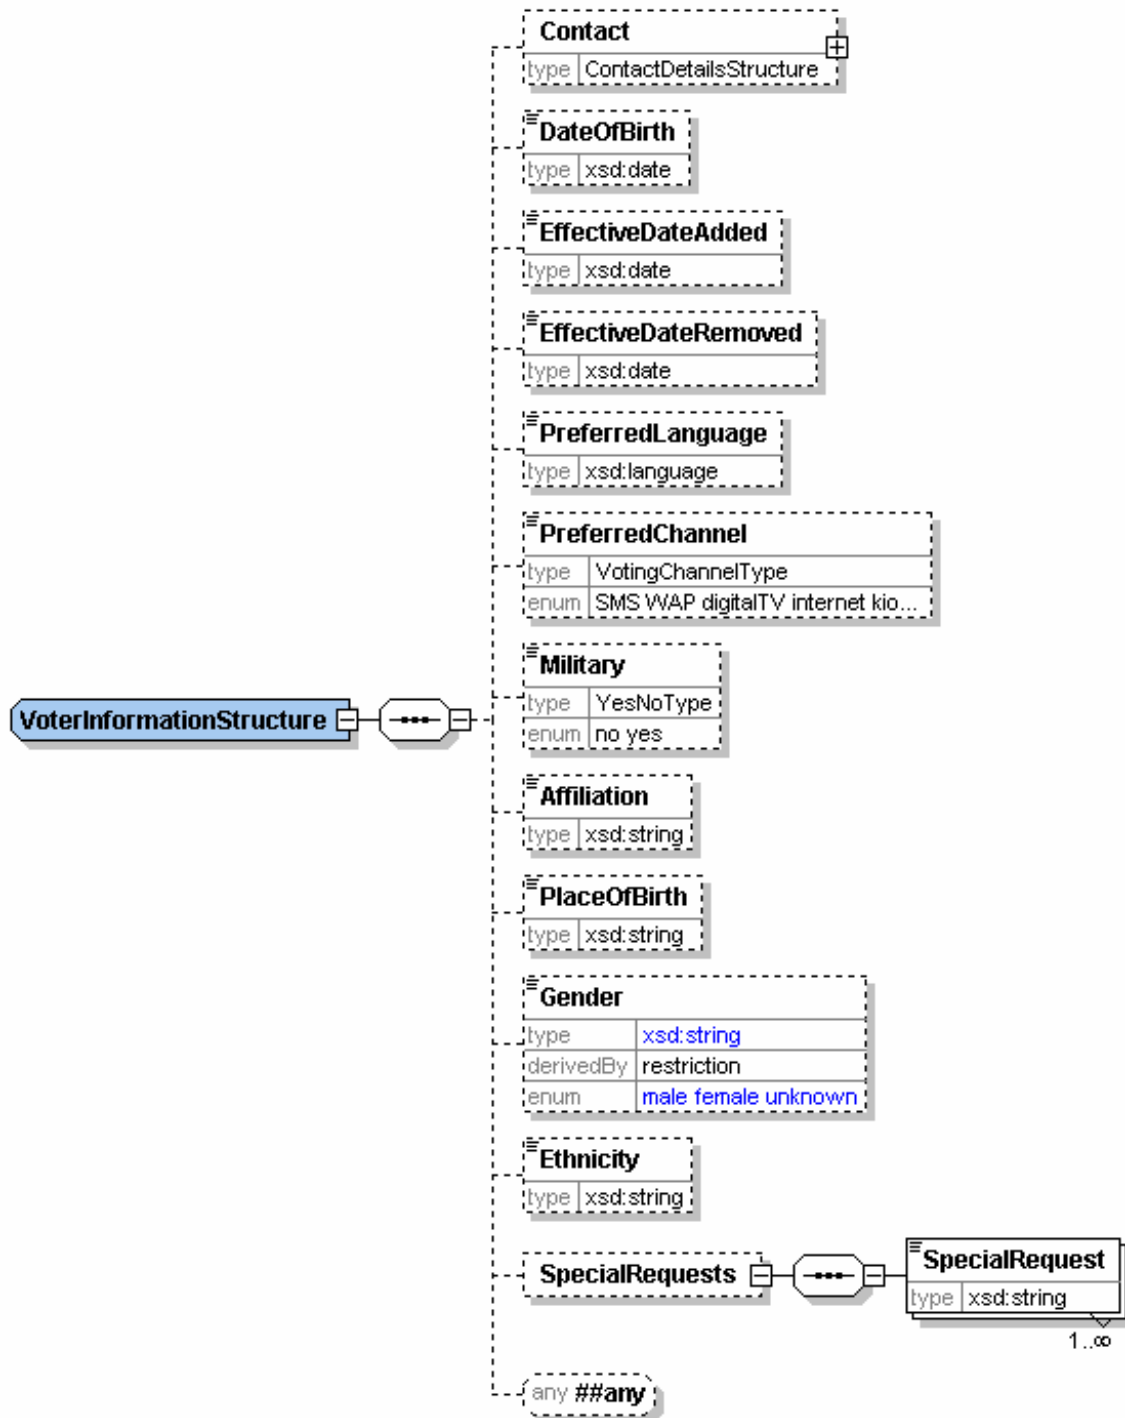 Contact
type ContactDetailsStructure
DateOfBirth
type xsd:date
EffectiveDateAdded
type xsd:date
EffectiveDateRemoved
type xsd:date
PreferredLanguage
type xsd:language
PreferredChannel
type VotingChannelType
enum SMS WAP digitalTV internet kio...
Military
type YesNoType
enum no yes
VoterInformationStructure
Affiliation
type xsd:string
PlaceOfBirth
type xsd:string
Gender
type xsd:string
derivedBy restriction
enum male female unknown
Ethnicity
type xsd:string
SpecialRequests
SpecialRequest
type xsd:string
1..∞
any ##any